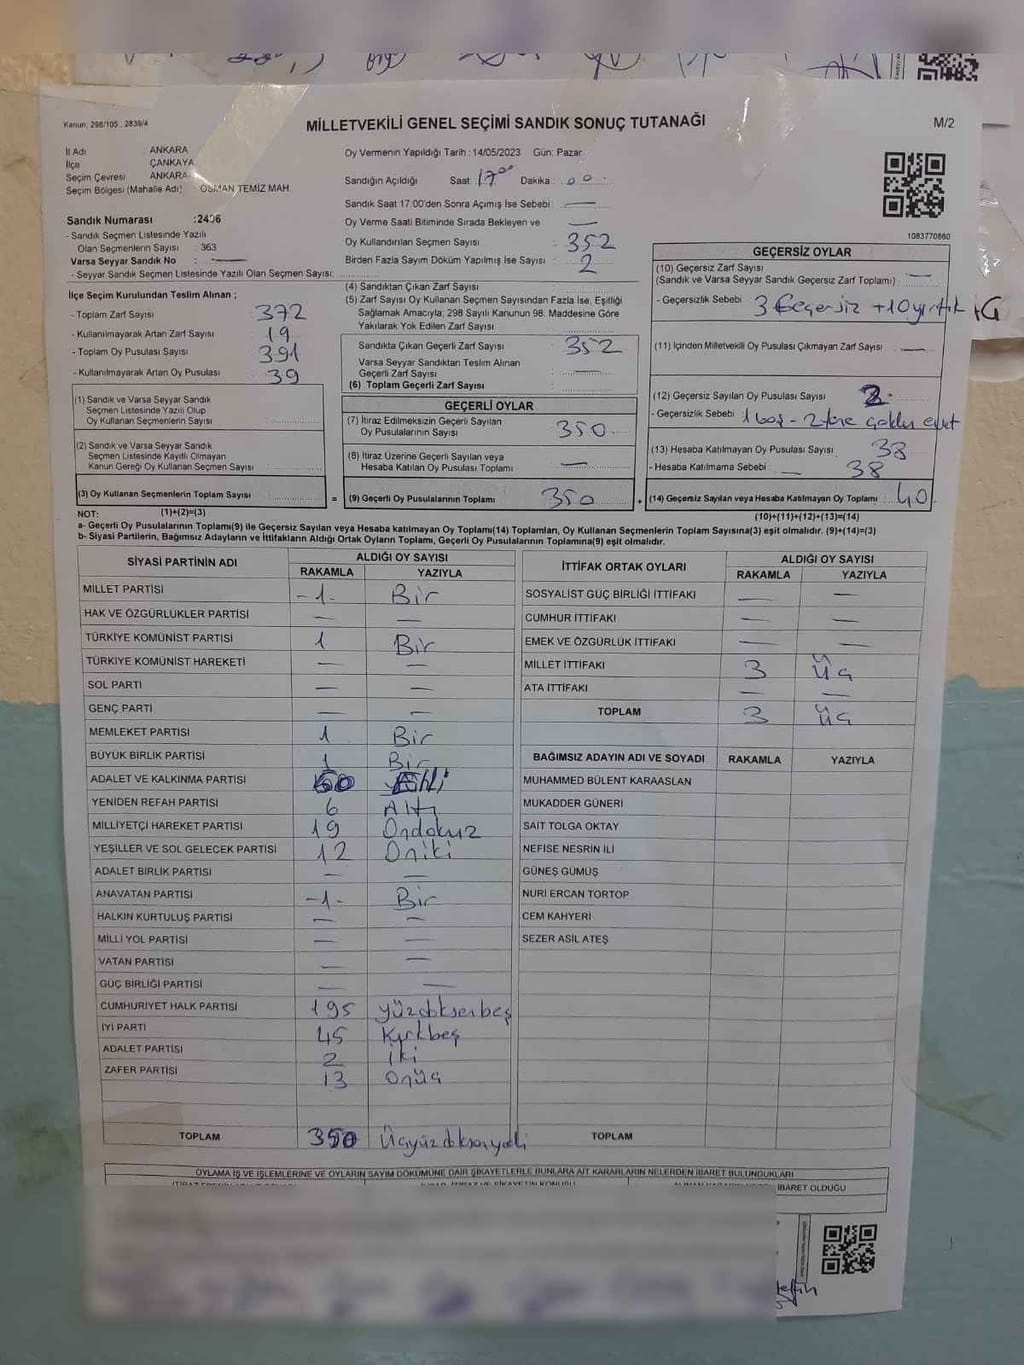 Kanun: 298/105 , 2839/4
MİLLETVEKİLİ GENEL SEÇİMİ SANDIK SONUÇ TUTANAĞI
M/2
İl Adı ANKARA
İlçe ÇANKAYA
Seçim Çevresi ANKARA
Seçim Bölgesi (Mahalle Adı) OSMAN TEMİZ MAH.
Sandık Numarası :2406
- Sandık Seçmen Listesinde Yazılı
Olan Seçmenlerin Sayısı : 363
Varsa Seyyar Sandık No : -
- Seyyar Sandık Seçmen Listesinde Yazılı Olan Seçmen Sayısı:
Oy Vermenin Yapıldığı Tarih : 14/05/2023 Gün: Pazar
Sandığın Açıldığı Saat : 17 00 Dakika : 00
Sandık Saat 17:00'den Sonra Açımış İse Sebebi : -
Oy Verme Saati Bitiminde Sırada Bekleyen ve -
Oy Kullandırılan Seçmen Sayısı : 352
Birden Fazla Sayım Döküm Yapılmış İse Sayısı : 2
1083770860
İlçe Seçim Kurulundan Teslim Alınan ;
- Toplam Zarf Sayısı : 372
- Kullanılmayarak Artan Zarf Sayısı : 19
- Toplam Oy Pusulası Sayısı : 391
- Kullanılmayarak Artan Oy Pusulası : 39
(1) Sandık ve Varsa Seyyar Sandık
Seçmen Listesinde Yazılı Olup
Oy Kullanan Seçmenlerin Sayısı :
(2) Sandık ve Varsa Seyyar Sandık
Seçmen Listesinde Kayıtlı Olmayan
Kanun Gereği Oy Kullanan Seçmen Sayısı :
(3) Oy Kullanan Seçmenlerin Toplam Sayısı :
(4) Sandıktan Çıkan Zarf Sayısı :
(5) Zarf Sayısı Oy Kullanan Seçmen Sayısından Fazla İse, Eşitliği
Sağlamak Amacıyla; 298 Sayılı Kanunun 98. Maddesine Göre
Yakılarak Yok Edilen Zarf Sayısı :
Sandıkta Çıkan Geçerli Zarf Sayısı : 352
Varsa Seyyar Sandıktan Teslim Alınan
Geçerli Zarf Sayısı : -
(6) Toplam Geçerli Zarf Sayısı :
GEÇERLİ OYLAR
(7) İtiraz Edilmeksizin Geçerli Sayılan
Oy Pusulalarının Sayısı : 350
(8) İtiraz Üzerine Geçerli Sayılan veya
Hesaba Katılan Oy Pusulası Toplamı : -
= (9) Geçerli Oy Pusulalarının Toplamı : 350
GEÇERSİZ OYLAR
(10) Geçersiz Zarf Sayısı
(Sandık ve Varsa Seyyar Sandık Geçersiz Zarf Toplamı) : -
- Geçersizlik Sebebi : 3 Geçersiz +10 yırtık
(11) İçinden Milletvekili Oy Pusulası Çıkmayan Zarf Sayısı : -
(12) Geçersiz Sayılan Oy Pusulası Sayısı : 2
- Geçersizlik Sebebi : 1 boş - 2 tane çoklu evet
(13) Hesaba Katılmayan Oy Pusulası Sayısı : 38
- Hesaba Katılmama Sebebi : - 38
+ (14) Geçersiz Sayılan veya Hesaba Katılmayan Oy Toplamı : 40
NOT: (1)+(2)=(3)
(10)+(11)+(12)+(13)=(14)
a- Geçerli Oy Pusulalarının Toplamı(9) ile Geçersiz Sayılan veya Hesaba katılmayan Oy Toplamı(14) Toplamları, Oy Kullanan Seçmenlerin Toplam Sayısına(3) eşit olmalıdır. (9)+(14)=(3)
b- Siyasi Partilerin, Bağımsız Adayların ve İttifakların Aldığı Ortak Oyların Toplamı, Geçerli Oy Pusulalarının Toplamına(9) eşit olmalıdır.
SİYASİ PARTİNİN ADI ALDIĞI OY SAYISI
RAKAMLA YAZIYLA
MİLLET PARTİSİ -1- Bir
HAK VE ÖZGÜRLÜKLER PARTİSİ - -
TÜRKİYE KOMÜNİST PARTİSİ 1 Bir
TÜRKİYE KOMÜNİST HAREKETİ - -
SOL PARTİ - -
GENÇ PARTİ - -
MEMLEKET PARTİSİ 1 Bir
BÜYÜK BİRLİK PARTİSİ 1 Bir
ADALET VE KALKINMA PARTİSİ
YENİDEN REFAH PARTİSİ 6 Altı
MİLLİYETÇİ HAREKET PARTİSİ 19 Ondokuz
YEŞİLLER VE SOL GELECEK PARTİSİ 12 Oniki
ADALET BİRLİK PARTİSİ - -
ANAVATAN PARTİSİ -1- Bir
HALKIN KURTULUŞ PARTİSİ - -
MİLLİ YOL PARTİSİ - -
VATAN PARTİSİ - -
GÜÇ BİRLİĞİ PARTİSİ - -
CUMHURİYET HALK PARTİSİ 195 yüzdoksenbeş
İYİ PARTİ 45 Kırkbeş
ADALET PARTİSİ 2 İki
ZAFER PARTİSİ 13 Onüç
TOPLAM 350
İTTİFAK ORTAK OYLARI ALDIĞI OY SAYISI
RAKAMLA YAZIYLA
SOSYALİST GÜÇ BİRLİĞİ İTTİFAKI - -
CUMHUR İTTİFAKI - -
EMEK VE ÖZGÜRLÜK İTTİFAKI - -
MİLLET İTTİFAKI 3 Üç
ATA İTTİFAKI - -
TOPLAM 3 Üç
BAĞIMSIZ ADAYIN ADI VE SOYADI RAKAMLA YAZIYLA
MUHAMMED BÜLENT KARAASLAN
MUKADDER GÜNERİ
SAİT TOLGA OKTAY
NEFİSE NESRİN İLİ
GÜNEŞ GÜMÜŞ
NURİ ERCAN TORTOP
CEM KAHYERİ
SEZER ASİL ATEŞ
TOPLAM
OYLAMA İŞ VE İŞLEMLERİNE VE OYLARIN SAYIM DÖKÜMÜNE DAİR ŞİKAYETLERLE BUNLARA AİT KARARLARIN NELERDEN İBARET BULUNDUKLARI
İBARET OLDUĞU